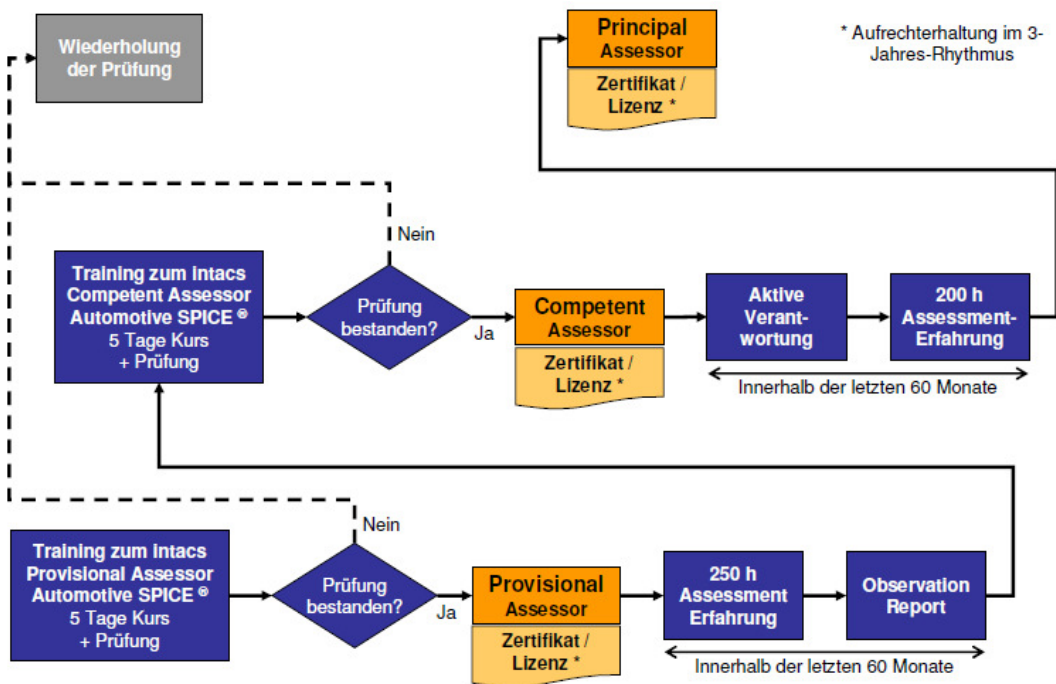 Wiederholung
der Prüfung
Principal
Assessor
Zertifikat /
Lizenz *
* Aufrechterhaltung im 3-
Jahres-Rhythmus
Nein
Training zum intacs
Competent Assessor
Automotive SPICE ®
5 Tage Kurs
+ Prüfung
Prüfung
bestanden?
Ja
Competent
Assessor
Zertifikat /
Lizenz *
Aktive
Verant-
wortung
200 h
Assessment-
Erfahrung
Innerhalb der letzten 60 Monate
Nein
Training zum intacs
Provisional Assessor
Automotive SPICE ®
5 Tage Kurs
+ Prüfung
Prüfung
bestanden?
Ja
Provisional
Assessor
Zertifikat /
Lizenz *
250 h
Assessment
Erfahrung
Observation
Report
Innerhalb der letzten 60 Monate